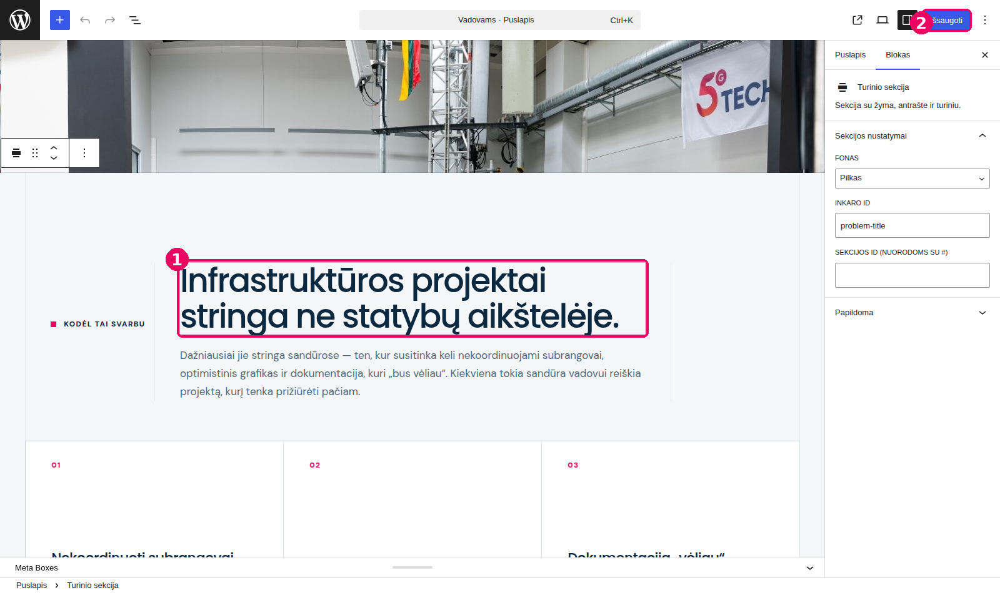 Vadovams · Puslapis
Ctrl+K
2
šsaugoti
Puslapis
Blokas
5G
TECH
Turinio sekcija
Sekcija su žyma, antrašte ir turiniu.
Sekcijos nustatymai
FONAS
Pilkas
INKARO ID
problem-title
SEKCIJOS ID (NUORODOMS SU #)
Papildoma
1
Infrastruktūros projektai
stringa ne statybų aikštelėje.
KODĖL TAI SVARBU
Dažniausiai jie stringa sandūrose — ten, kur susitinka keli nekoordinuojami subrangovai,
optimistinis grafikas ir dokumentacija, kuri „bus vėliau“. Kiekviena tokia sandūra vadovui reiškia
projektą, kurį tenka prižiūrėti pačiam.
01
02
03
Nekoordinuoti subrangovai
Dokumentacija „vėliau“
Meta Boxes
Puslapis
Turinio sekcija